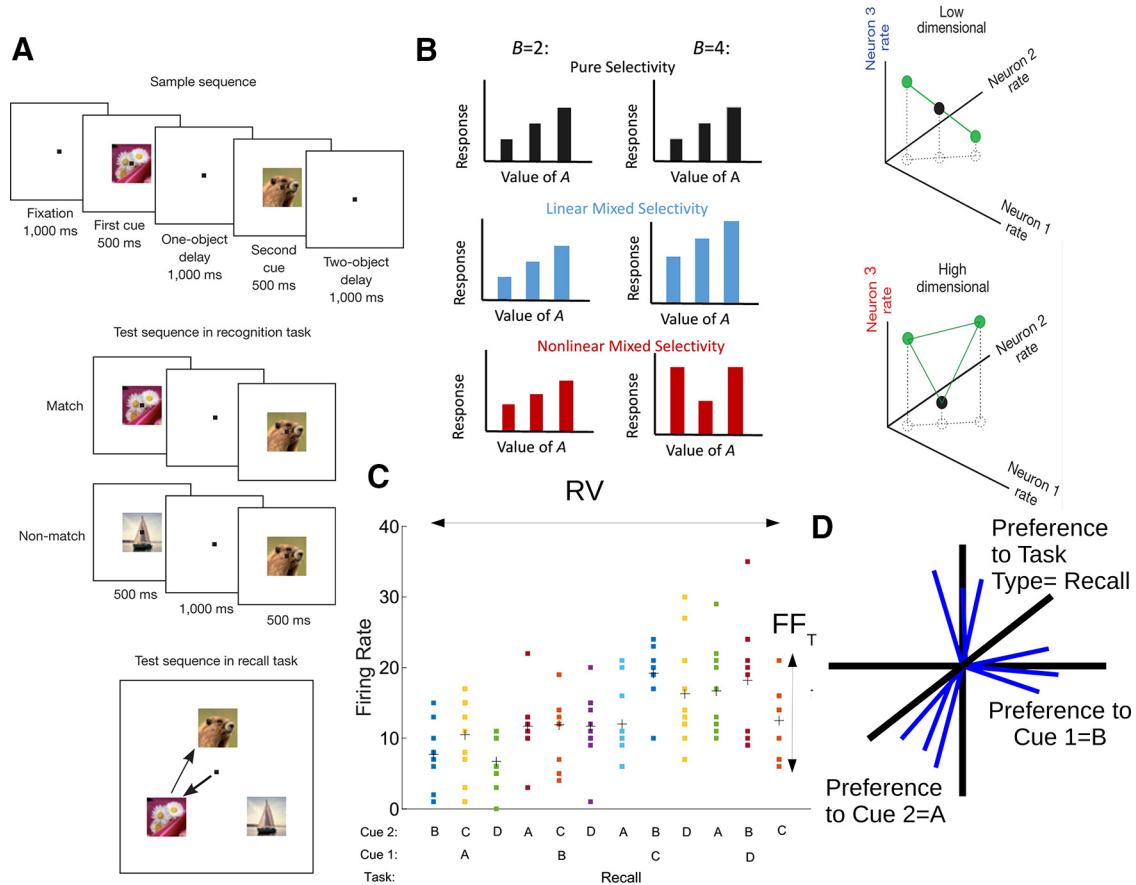 A
Sample sequence
Fixation
1,000 ms
First cue
500 ms
One-object
delay
1,000 ms
Second
cue
500 ms
Two-object
delay
1,000 ms
Test sequence in recognition task
Match
Non-match
500 ms
1,000 ms
500 ms
Test sequence in recall task
B
B=2:
B=4:
Pure Selectivity
Response
Value of A
Response
Value of A
Linear Mixed Selectivity
Response
Value of A
Response
Value of A
Nonlinear Mixed Selectivity
Response
Value of A
Response
Value of A
Low
dimensional
Neuron 3
rate
Neuron 2
rate
Neuron 1
rate
High
dimensional
Neuron 3
rate
Neuron 2
rate
Neuron 1
rate
C
RV
Firing Rate
40
30
20
10
0
FF T
Cue 2: B C D A C D A B D A B C
Cue 1: A B C D
Task: Recall
D
Preference
to Task
Type= Recall
Preference to
Cue 1=B
Preference
to Cue 2=A